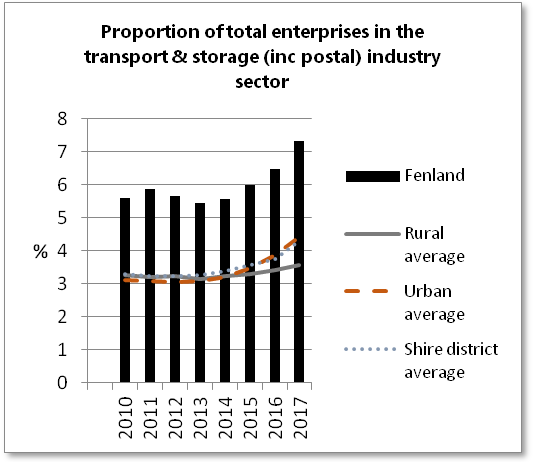 Proportion of total enterprises in the
transport & storage (inc postal) industry
sector
8
7
6
5
4
3
2
1
0
%
2010
2011
2012
2013
2014
2015
2016
2017
Fenland
Rural
average
Urban
average
Shire district
average